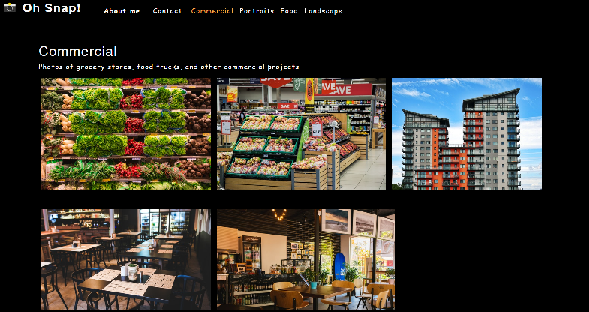 📸 Oh Snap!
About me Contact Commercial Portraits Food Landscape
Commercial
Photos of grocery stores, food trucks, and other commercial projects
SAVE
SAVE